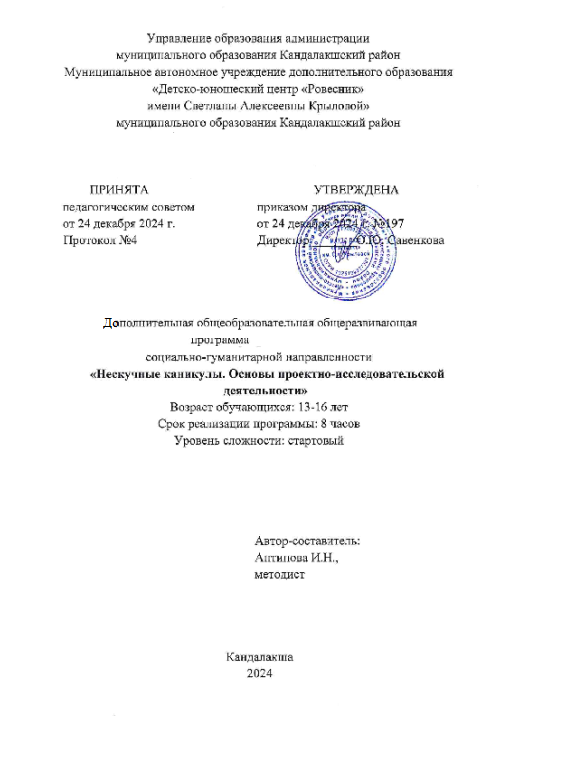 Управление образования администрации
муниципального образования Кандалакшский район
Муниципальное автономное учреждение дополнительного образования
«Детско-юношеский центр «Ровесник»
имени Светланы Алексеевны Крыловой»
муниципального образования Кандалакшский район
ПРИНЯТА
педагогическим советом
от 24 декабря 2024 г.
Протокол №4
УТВЕРЖДЕНА
приказом директора
от 24 декабря 2024 г. №197
Директор О.Ю. Савенкова
Дополнительная общеобразовательная общеразвивающая
программа
социально-гуманитарной направленности
«Нескучные каникулы. Основы проектно-исследовательской
деятельности»
Возраст обучающихся: 13-16 лет
Срок реализации программы: 8 часов
Уровень сложности: стартовый
Автор-составитель:
Антипова И.Н.,
методист
Кандалакша
2024